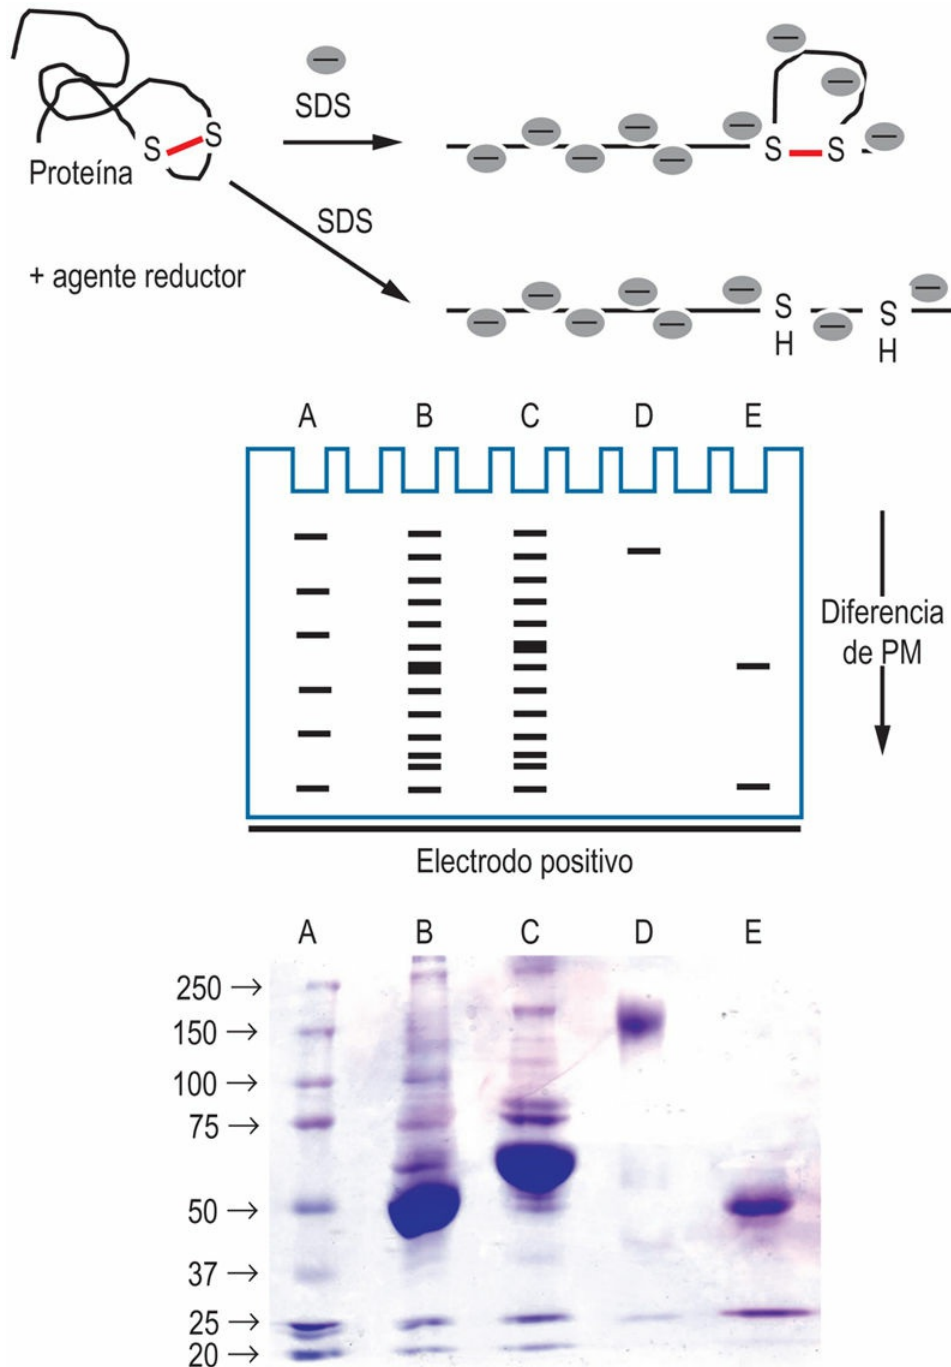 SDS
S S
Proteína
S S
SDS
+ agente reductor
S S
H H
A B C D E
Diferencia
de PM
Electrodo positivo
A B C D E
250 →
150 →
100 →
75 →
50 →
37 →
25 →
20 →